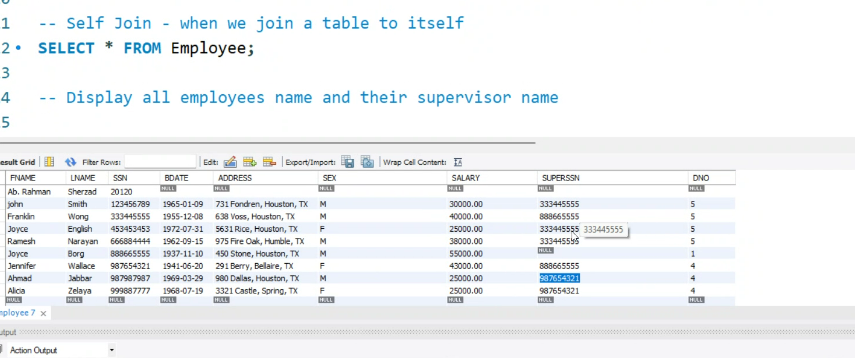 1 -- Self Join - when we join a table to itself
2 SELECT * FROM Employee;
3
4 -- Display all employees name and their supervisor name
5
esult Grid Filter Rows: Edit: Export/Import: Wrap Cell Content:
FNAME LNAME SSN BDATE ADDRESS SEX SALARY SUPERSSN DNO
Ab. Rahman Sherzad 20120 NULL NULL NULL NULL NULL NULL
john Smith 123456789 1965-01-09 731 Fondren, Houston, TX M 30000.00 333445555 5
Franklin Wong 333445555 1955-12-08 638 Voss, Houston, TX M 40000.00 888665555 5
Joyce English 453453453 1972-07-31 5631 Rice, Houston, TX F 25000.00 333445555 333445555 5
Ramesh Narayan 666884444 1962-09-15 975 Fire Oak, Humble, TX M 38000.00 333445555 5
Joyce Borg 888665555 1937-11-10 450 Stone, Houston, TX M 55000.00 NULL 1
Jennifer Wallace 987654321 1941-06-20 291 Berry, Bellaire, TX F 43000.00 888665555 4
Ahmad Jabbar 987987987 1969-03-29 980 Dallas, Houston, TX M 25000.00 987654321 4
Alicia Zelaya 999887777 1968-07-19 3321 Castle, Spring, TX F 25000.00 987654321 4
NULL NULL NULL NULL NULL NULL NULL NULL NULL
mployee 7 x
utput
Action Output